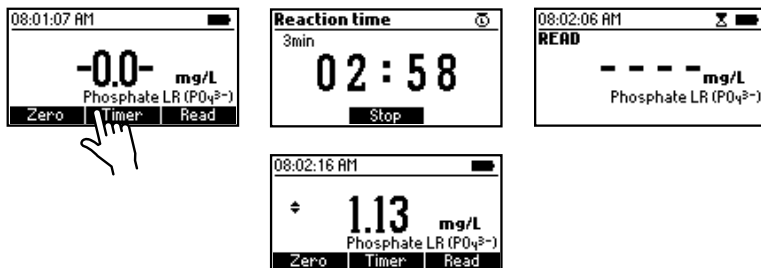 08:01:07 AM
-0.0- mg/L
Phosphate LR (PO₄³⁻)
Zero Timer Read
Reaction time
3min
02:58
Stop
08:02:06 AM
READ
---- mg/L
Phosphate LR (PO₄³⁻)
08:02:16 AM
1.13 mg/L
Phosphate LR (PO₄³⁻)
Zero Timer Read